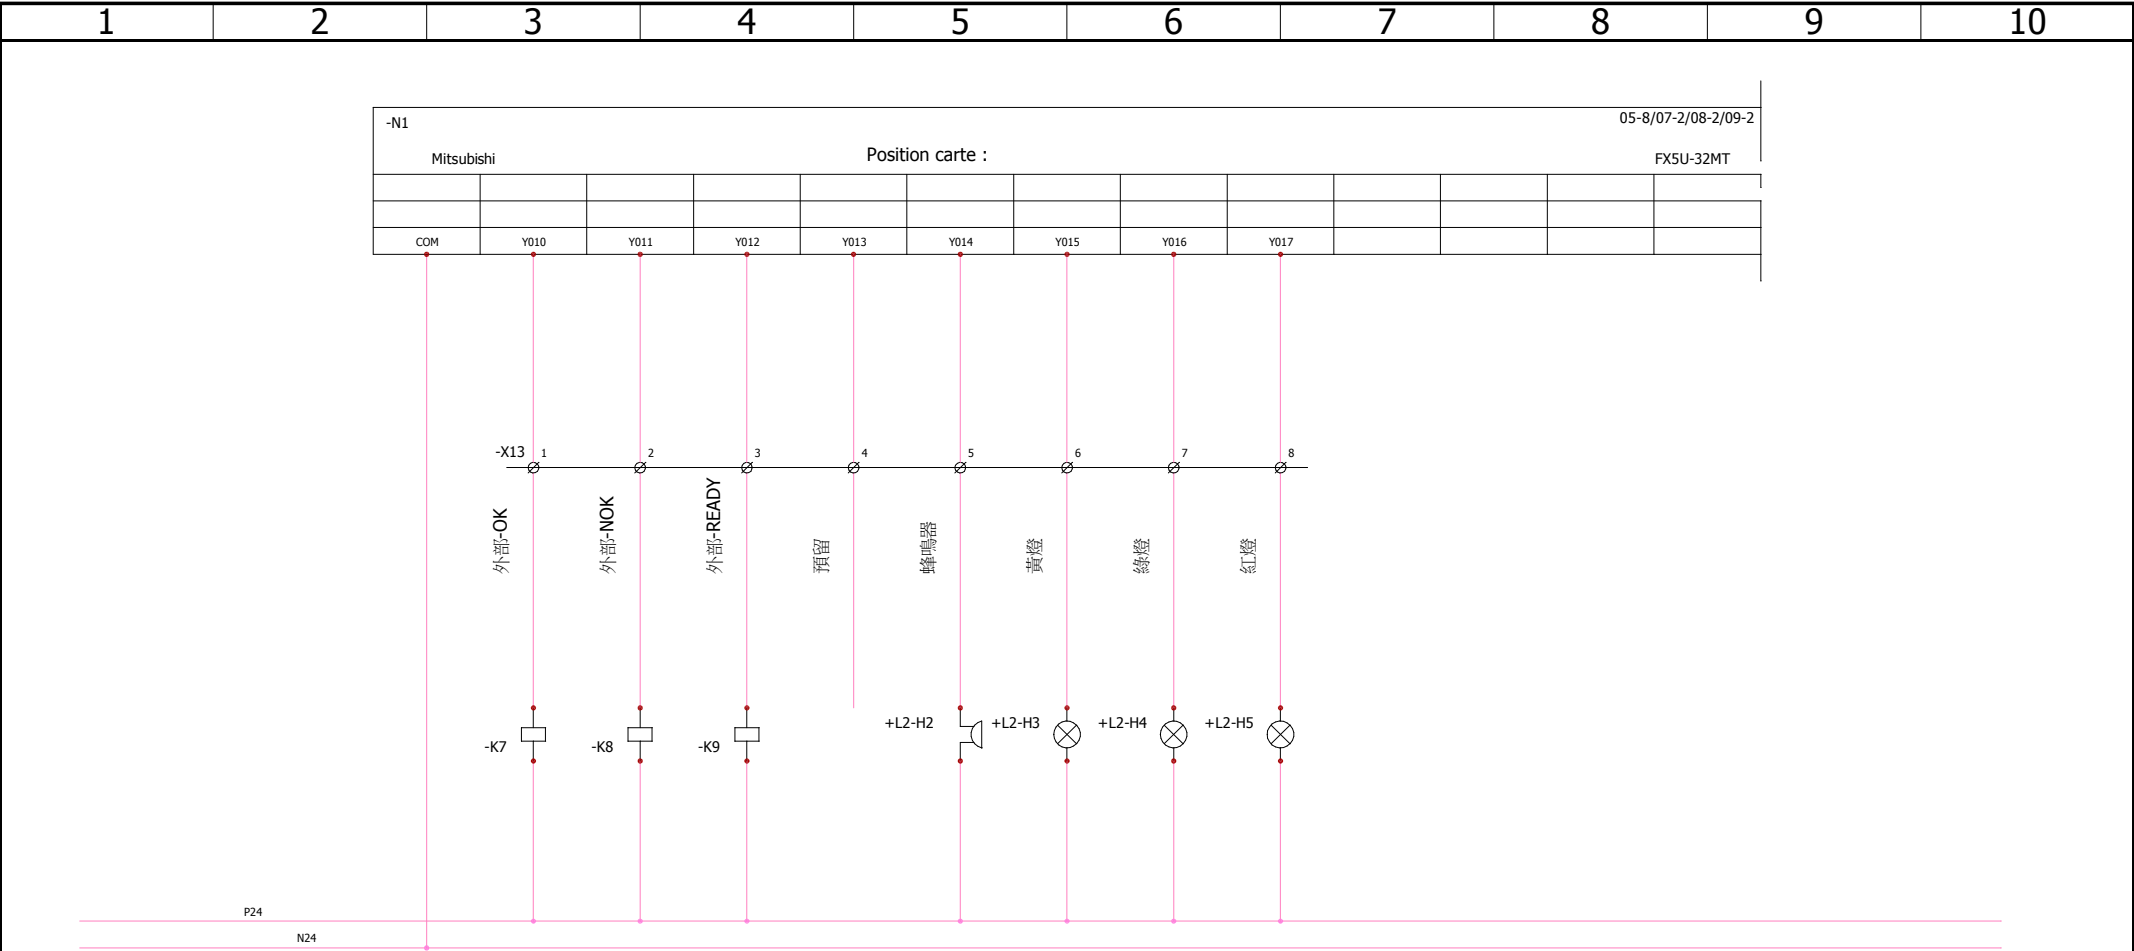 1 2 3 4 5 6 7 8 9 10
-N1 05-8/07-2/08-2/09-2
Mitsubishi Position carte : FX5U-32MT
COM Y010 Y011 Y012 Y013 Y014 Y015 Y016 Y017
-X13 1 2 3 4 5 6 7 8
外部-OK
外部-NOK
外部-READY
預留
蜂鳴器
黃燈
綠燈
紅燈
+L2-H2 +L2-H3 +L2-H4 +L2-H5
-K7 -K8 -K9
P24
N24